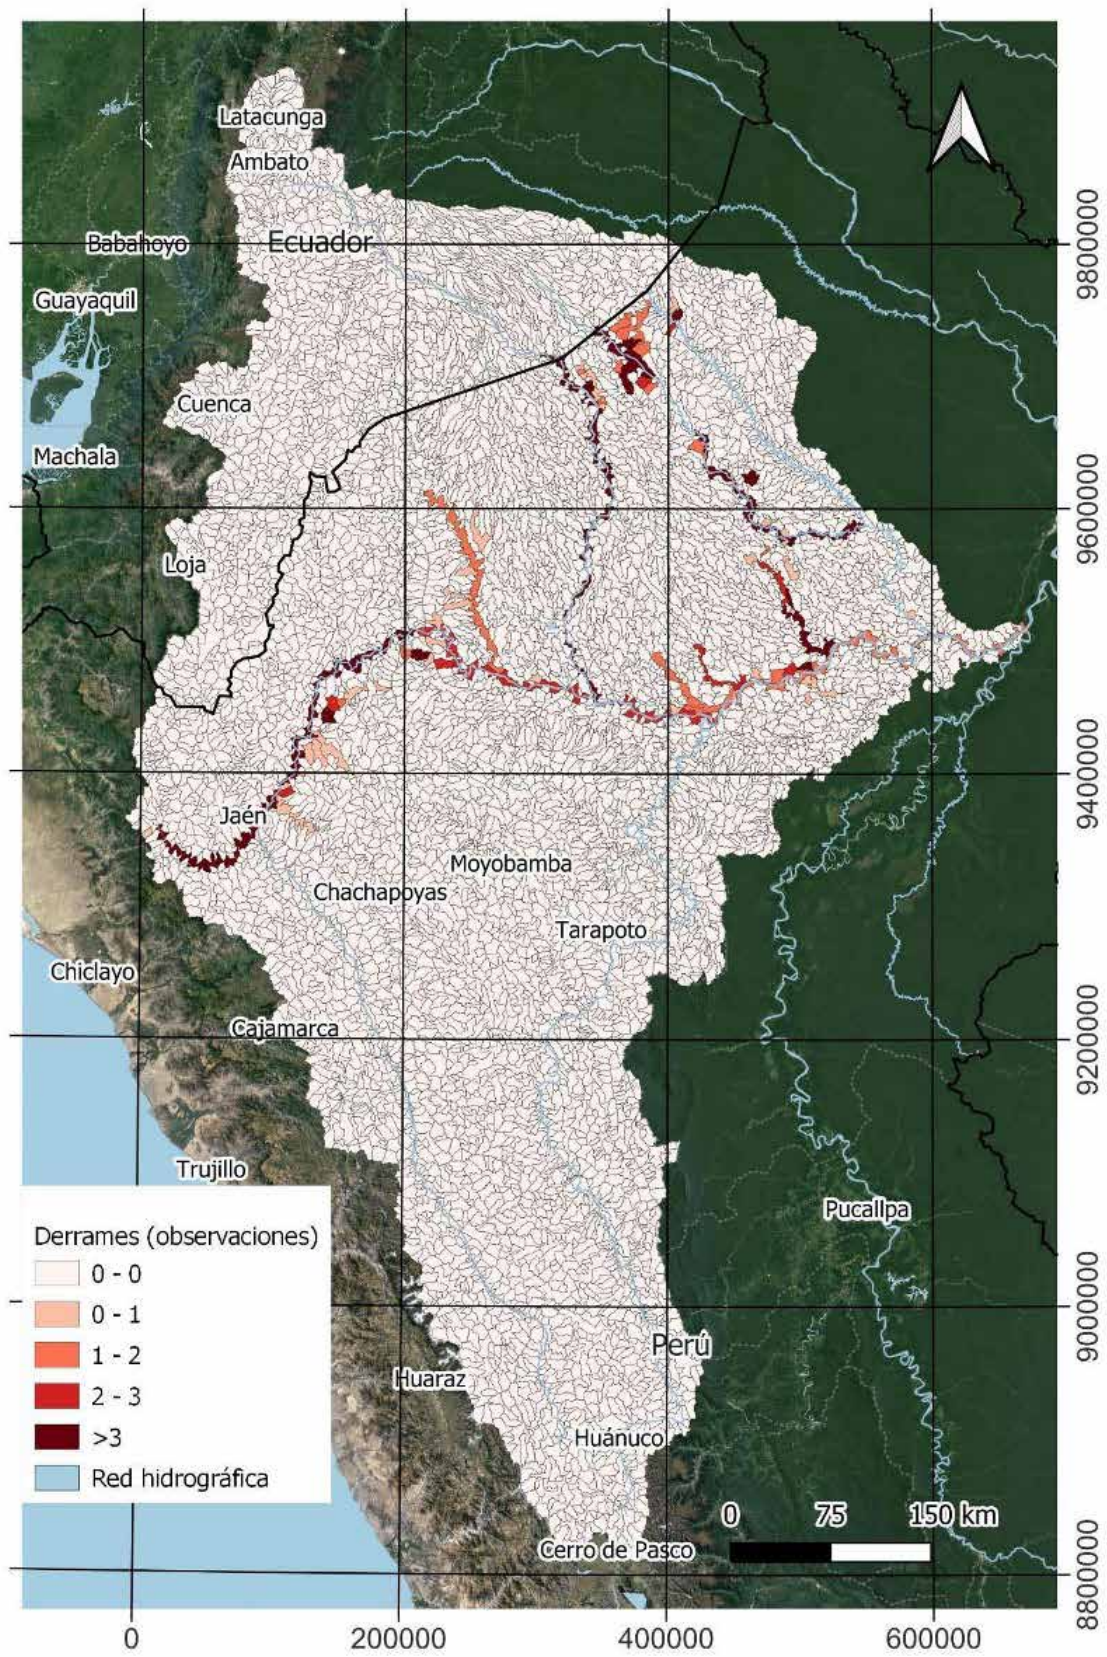 Latacunga
Ambato
Babahoyo
Ecuador
9800000
Guayaquil
Cuenca
Machala
9600000
Loja
9400000
Jaén
Moyobamba
Chachapoyas
Tarapoto
Chiclayo
Cajamarca
9200000
Trujillo
Pucallpa
Derrames (observaciones)
0 - 0
0 - 1
1 - 2
2 - 3
>3
Red hidrográfica
9000000
Perú
Huaraz
Huánuco
0 75 150 km
Cerro de Pasco
8800000
0 200000 400000 600000